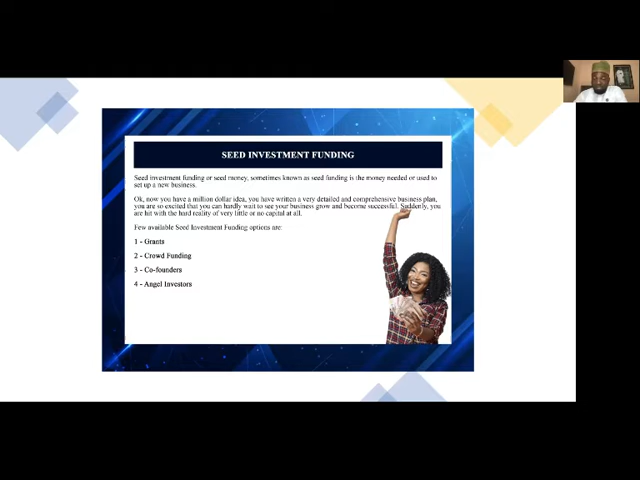 SEED INVESTMENT FUNDING
Seed investment funding or seed money, sometimes known as seed funding is the money needed or used to
set up a new business.
Ok, now you have a million dollar idea, you have written a very detailed and comprehensive business plan,
you are so excited that you can hardly wait to see your business grow and become successful. Suddenly, you
are hit with the hard reality of very little or no capital at all.
Few available Seed Investment Funding options are:
1 - Grants
2 - Crowd Funding
3 - Co-founders
4 - Angel Investors